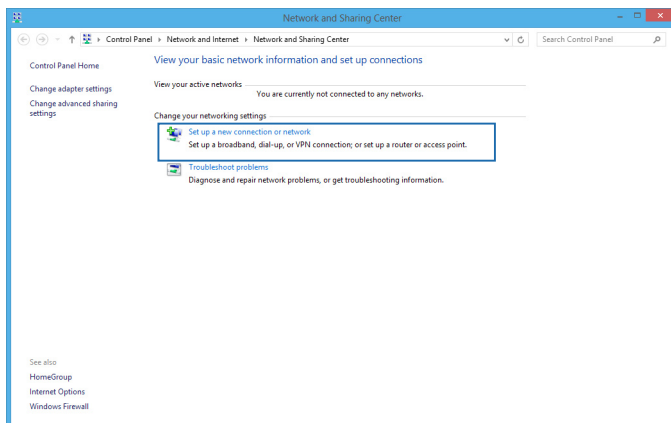 Network and Sharing Center
Control Panel Network and Internet Network and Sharing Center
Search Control Panel
Control Panel Home
Change adapter settings
Change advanced sharing
settings
View your basic network information and set up connections
View your active networks
You are currently not connected to any networks.
Change your networking settings
Set up a new connection or network
Set up a broadband, dial-up, or VPN connection; or set up a router or access point.
Troubleshoot problems
Diagnose and repair network problems, or get troubleshooting information.
See also
HomeGroup
Internet Options
Windows Firewall